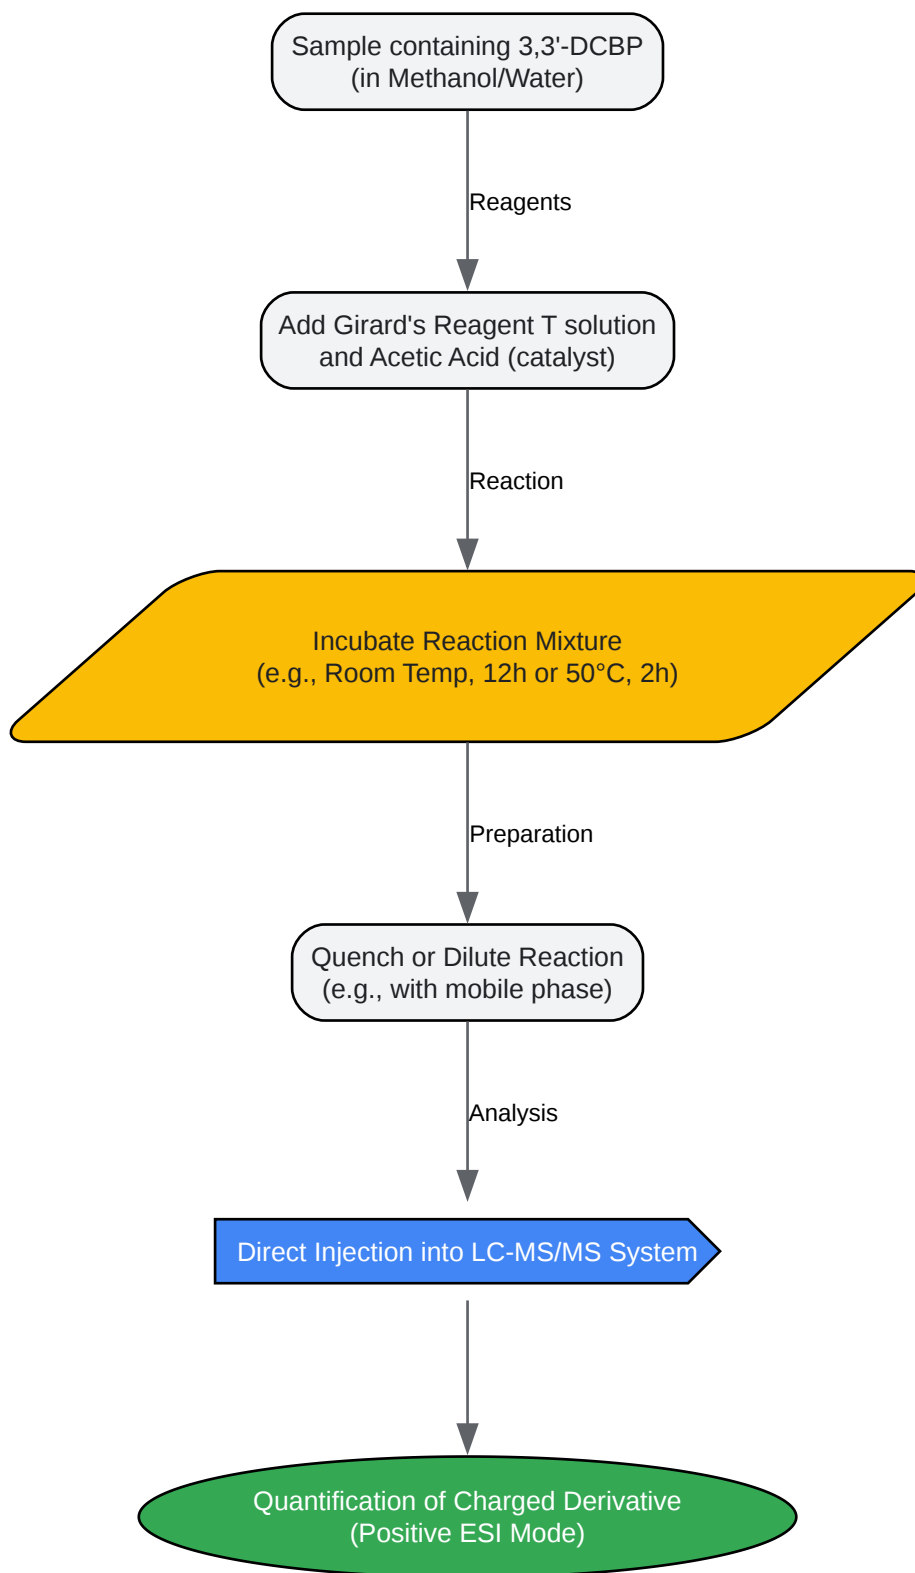 Sample containing 3,3'-DCBP
(in Methanol/Water)
Reagents
Add Girard's Reagent T solution
and Acetic Acid (catalyst)
Reaction
Incubate Reaction Mixture
(e.g., Room Temp, 12h or 50°C, 2h)
Preparation
Quench or Dilute Reaction
(e.g., with mobile phase)
Analysis
Direct Injection into LC-MS/MS System
Quantification of Charged Derivative
(Positive ESI Mode)